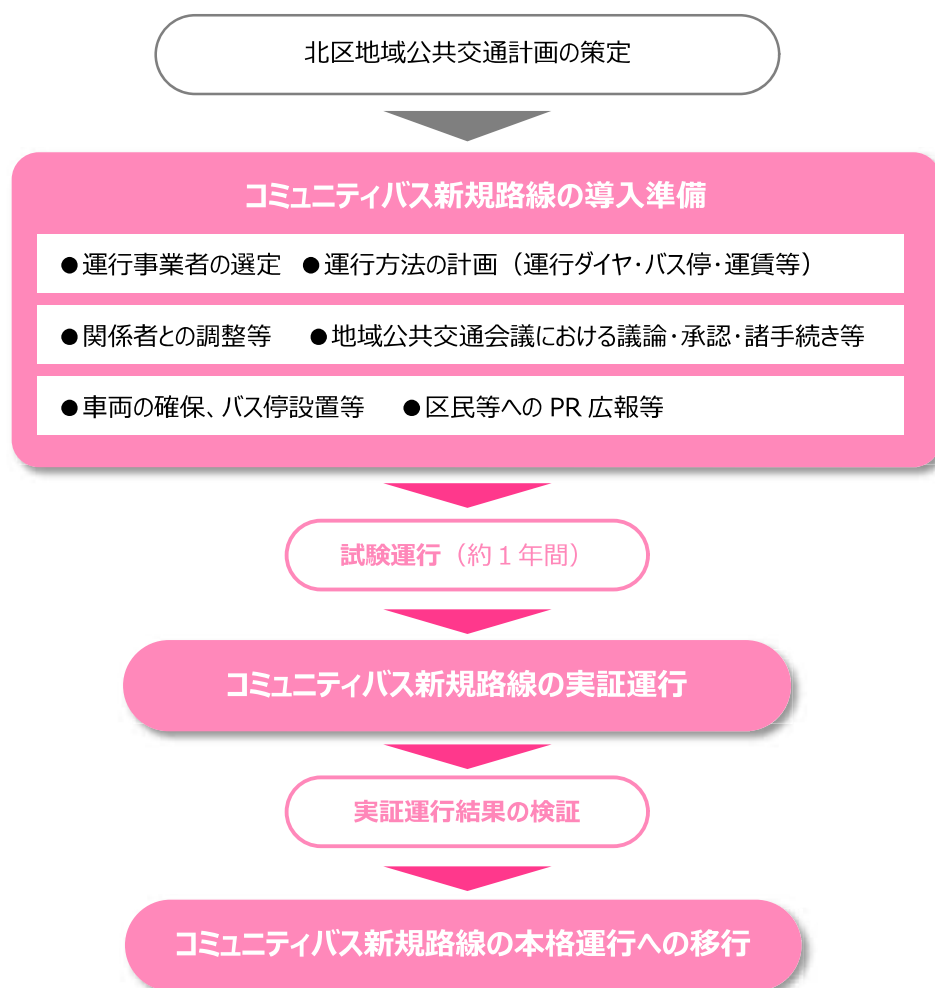 北区地域公共交通計画の策定
コミュニティバス新規路線の導入準備
●運行事業者の選定 ●運行方法の計画（運行ダイヤ・バス停・運賃等）
●関係者との調整等 ●地域公共交通会議における議論・承認・諸手続き等
●車両の確保、バス停設置等 ●区民等への PR 広報等
試験運行（約１年間）
コミュニティバス新規路線の実証運行
実証運行結果の検証
コミュニティバス新規路線の本格運行への移行